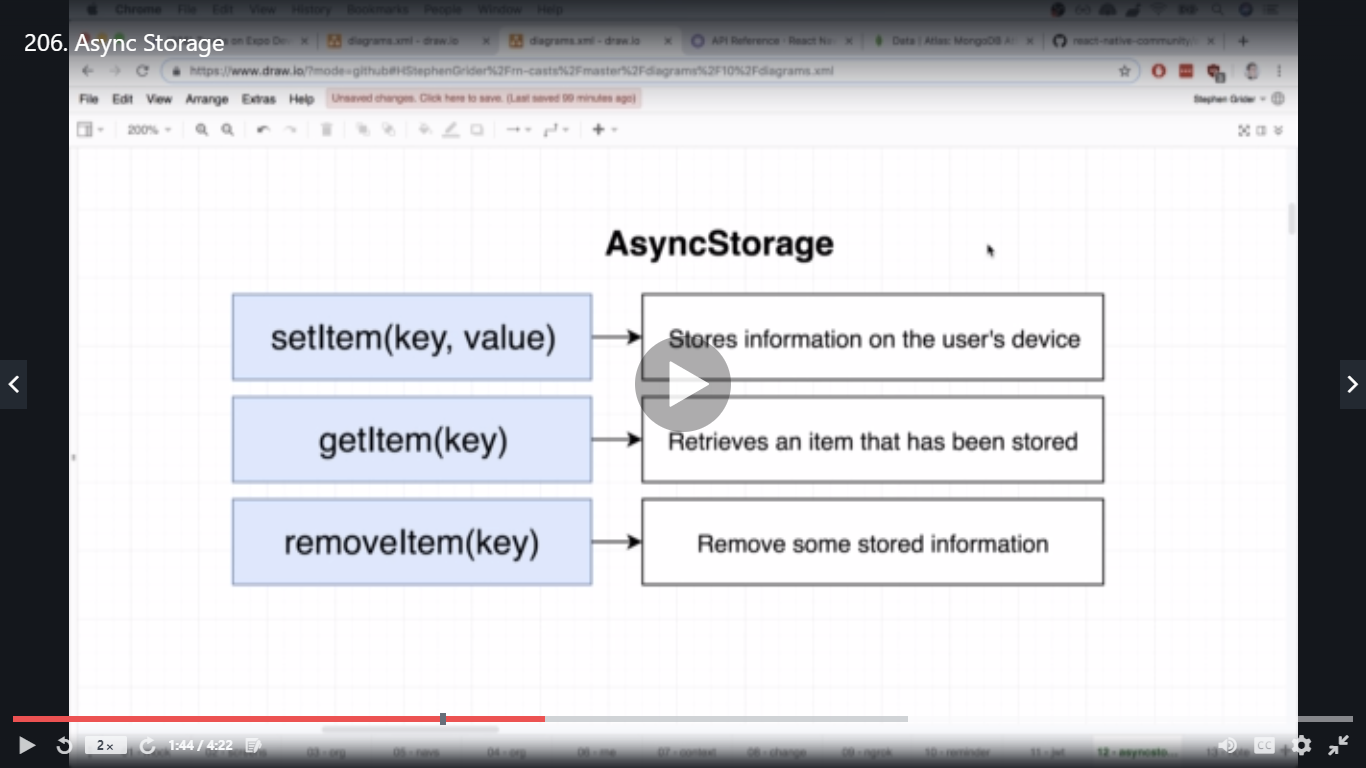 Chrome File Edit View History Bookmarks People Window Help
206. Async Storage
on Expo De
diagrams.xml - draw.io
diagrams.xml - draw.io
API Reference · React Na
Data | Atlas: MongoDB A
react-native-community/
https://www.draw.io/?mode=github#HStephenGrider%2Frn-casts%2Fmaster%2Fdiagrams%2F10%2Fdiagrams.xml
File Edit View Arrange Extras Help
Unsaved changes. Click here to save. (Last saved 99 minutes ago)
Stephen Grider
200%
AsyncStorage
setItem(key, value)
Stores information on the user's device
getItem(key)
Retrieves an item that has been stored
removeItem(key)
Remove some stored information
2x
1:44 / 4:22
CC
03 - org
05 - navs
04 - org
06 - me
07 - context
08 - change
09 - ngrok
10 - reminder
11 - jwt
12 - asyncsto...